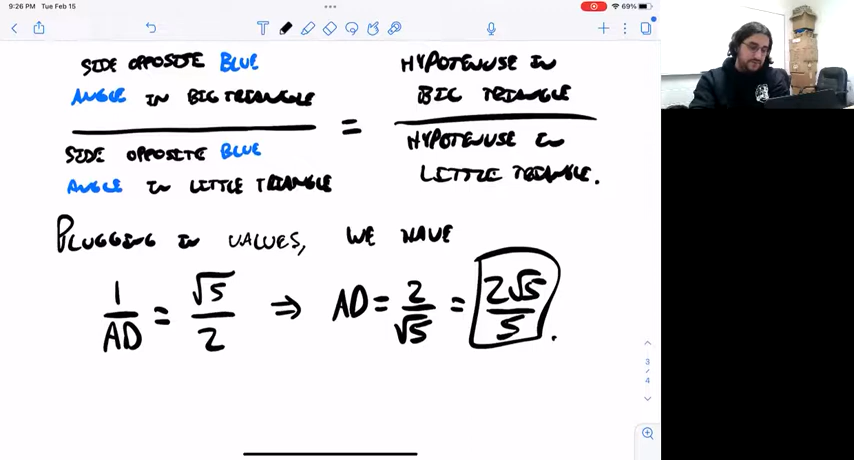 9:26 PM Tue Feb 15
69%
SIDE OPPOSITE BLUE
ANGLE IN BIG TRIANGLE
SIDE OPPOSITE BLUE
ANGLE IN LITTLE TRIANGLE
=
HYPOTENUSE IN
BIG TRIANGLE
HYPOTENUSE IN
LITTLE TRIANGLE.
PLUGGING IN VALUES, WE HAVE
1/AD = √5/2 ⇒ AD = 2/√5 = 2√5/5.
3
4